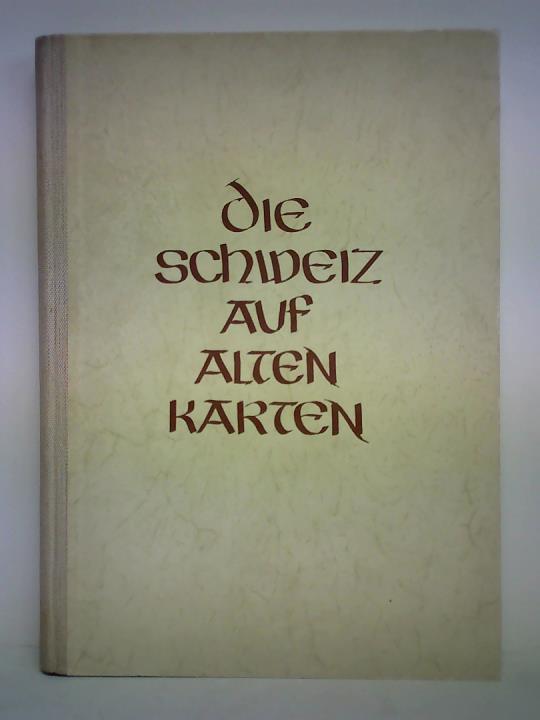 Die
Schweiz
auf
alten
Karten